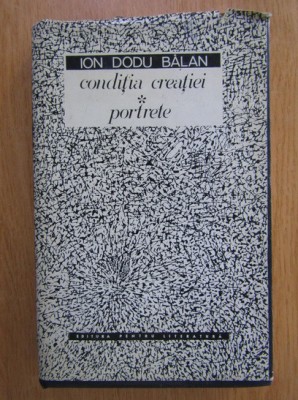 ION DODU BĂLAN
condiția creației
*
portrete
EDITURA PENTRU LITERATURĂ